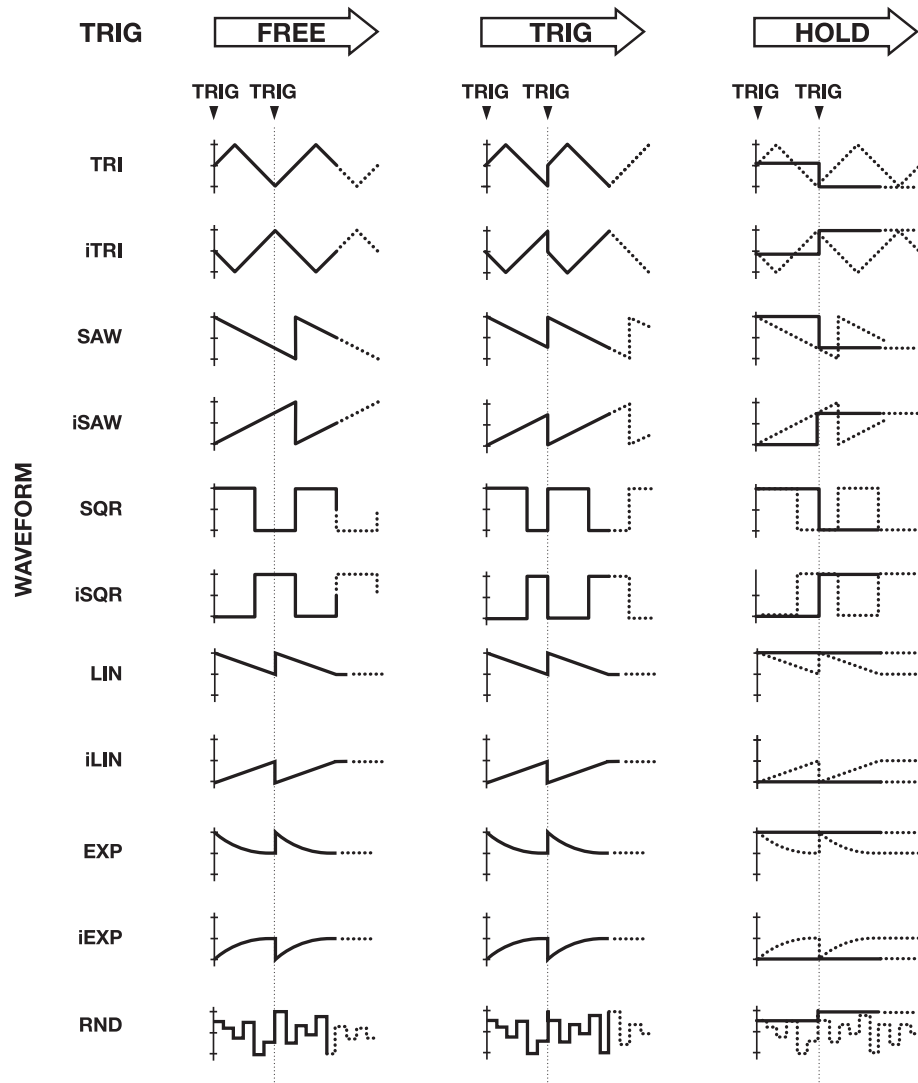 TRIG FREE TRIG HOLD
TRIG TRIG TRIG TRIG TRIG TRIG
TRI
iTRI
SAW
iSAW
SQR
WAVEFORM
iSQR
LIN
iLIN
EXP
iEXP
RND